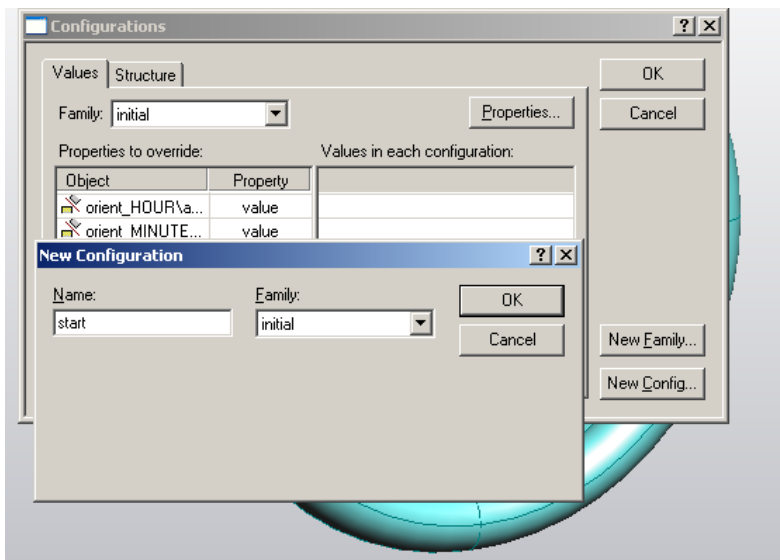 Configurations
Values Structure
OK
Family: initial Properties... Cancel
Properties to override: Values in each configuration:
Object Property
orient_HOUR\a... value
orient_MINUTE... value
New Configuration
Name: Family: OK
start initial
Cancel
New Family...
New Config...